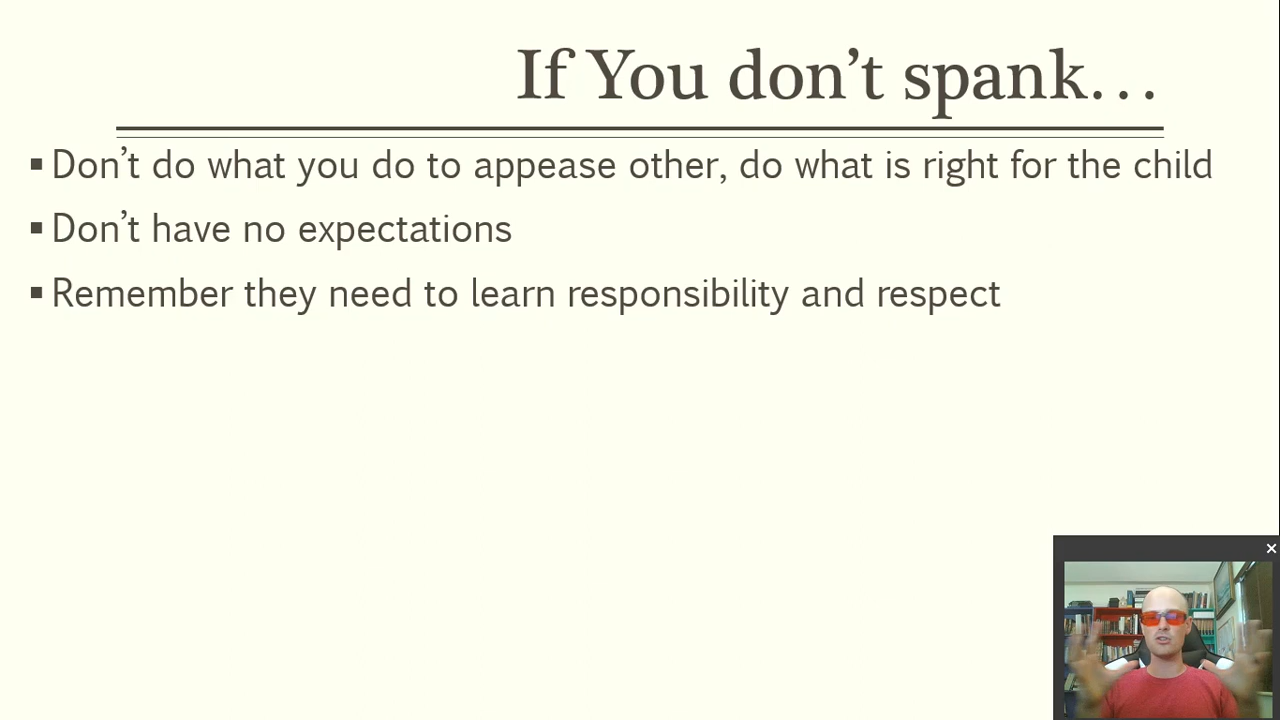 If You don’t spank…
▪ Don’t do what you do to appease other, do what is right for the child
▪ Don’t have no expectations
▪ Remember they need to learn responsibility and respect